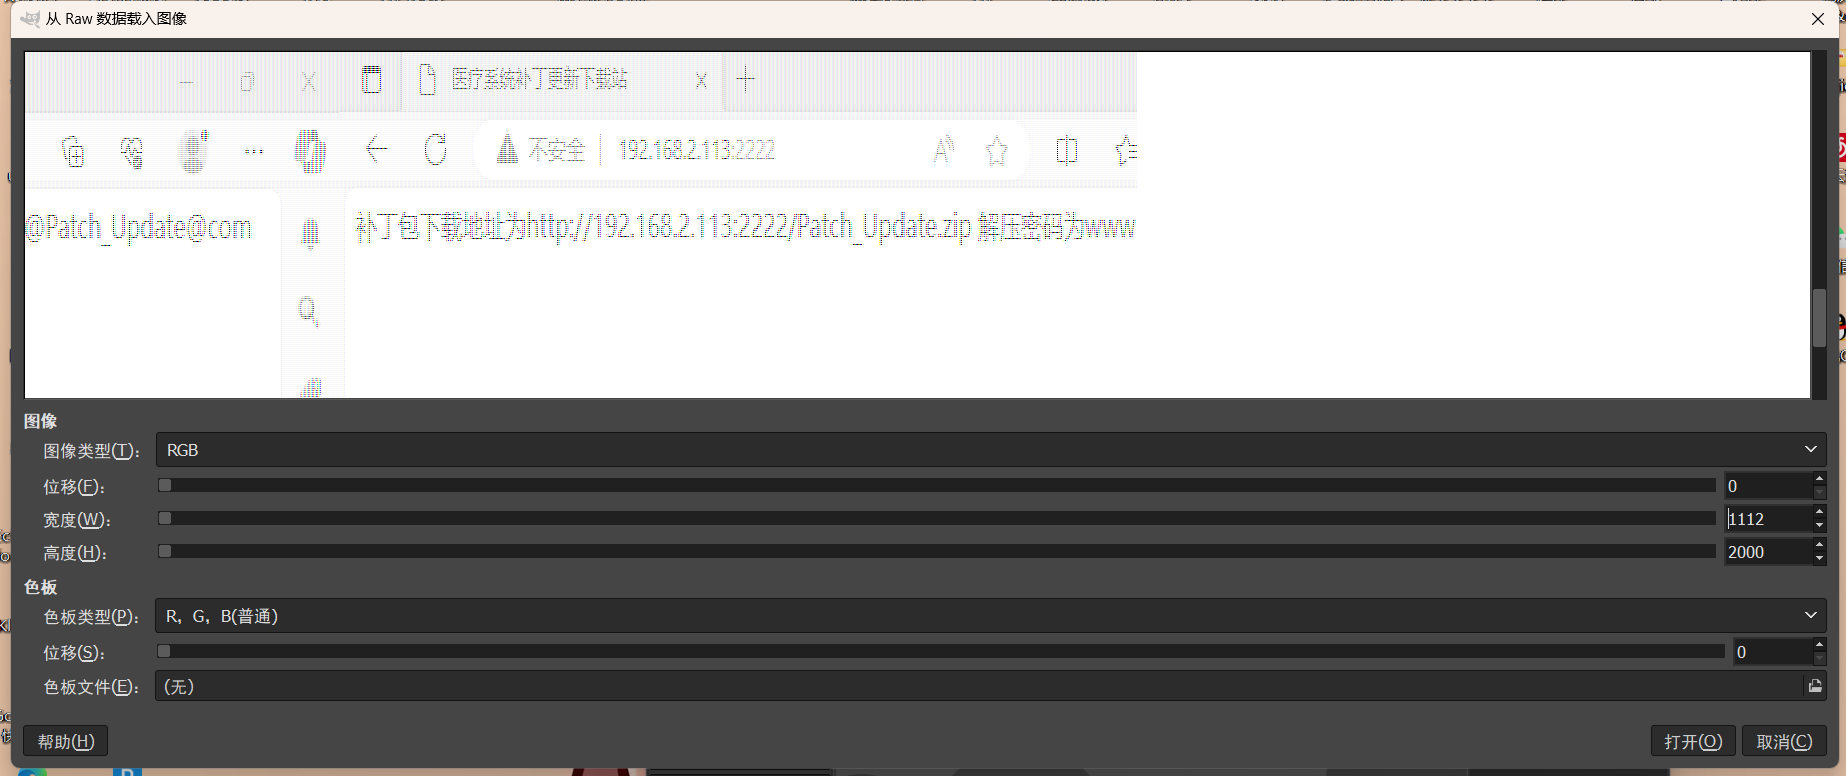 从 Raw 数据载入图像
医疗系统补丁更新下载站
不安全 192.168.2.113:2222
@Patch_Update@com
补丁包下载地址为http://192.168.2.113:2222/Patch_Update.zip 解压密码为www
图像
图像类型(T): RGB
位移(F): 0
宽度(W): 1112
高度(H): 2000
色板
色板类型(P): R, G, B(普通)
位移(S): 0
色板文件(E): (无)
帮助(H) 打开(O) 取消(C)